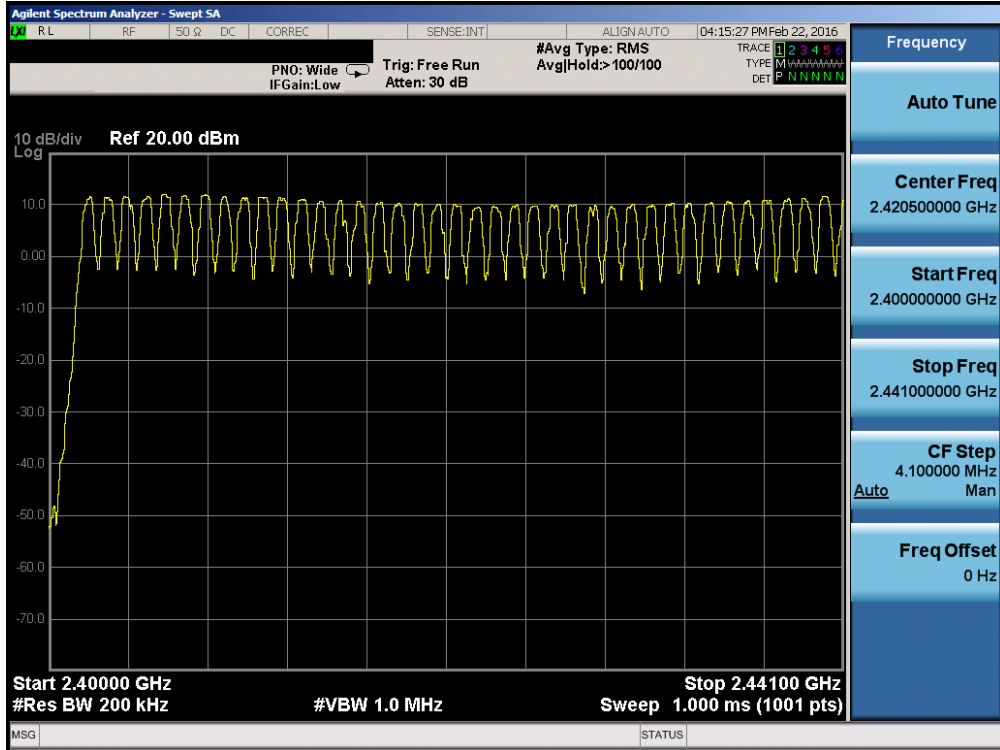 Agilent Spectrum Analyzer - Swept SA
LXI RL RF 50 Ω DC CORREC SENSE:INT ALIGN AUTO 04:15:27 PM Feb 22, 2016
PNO: Wide
IFGain:Low
Trig: Free Run
Atten: 30 dB
#Avg Type: RMS
Avg|Hold:>100/100
TRACE 1 2 3 4 5 6
TYPE M
DET P N N N N N
10 dB/div
Log
Ref 20.00 dBm
10.0
0.00
-10.0
-20.0
-30.0
-40.0
-50.0
-60.0
-70.0
Start 2.40000 GHz Stop 2.44100 GHz
#Res BW 200 kHz #VBW 1.0 MHz Sweep 1.000 ms (1001 pts)
MSG STATUS
Frequency
Auto Tune
Center Freq
2.420500000 GHz
Start Freq
2.400000000 GHz
Stop Freq
2.441000000 GHz
CF Step
4.100000 MHz
Auto Man
Freq Offset
0 Hz